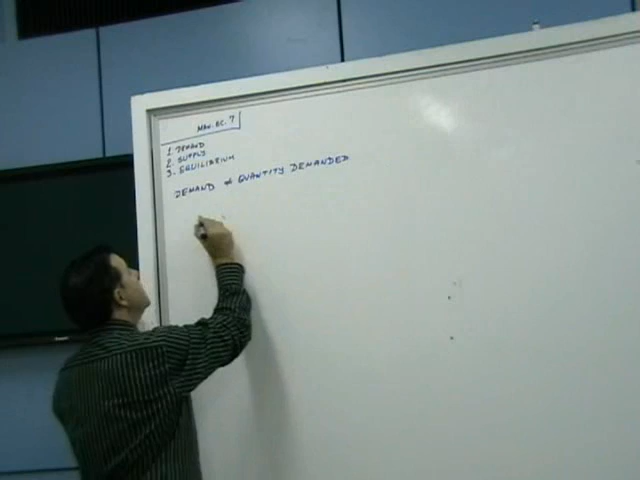 MAN. EC. 7
1. DEMAND
2. SUPPLY
3. EQUILIBRIUM
DEMAND ≠ QUANTITY DEMANDED